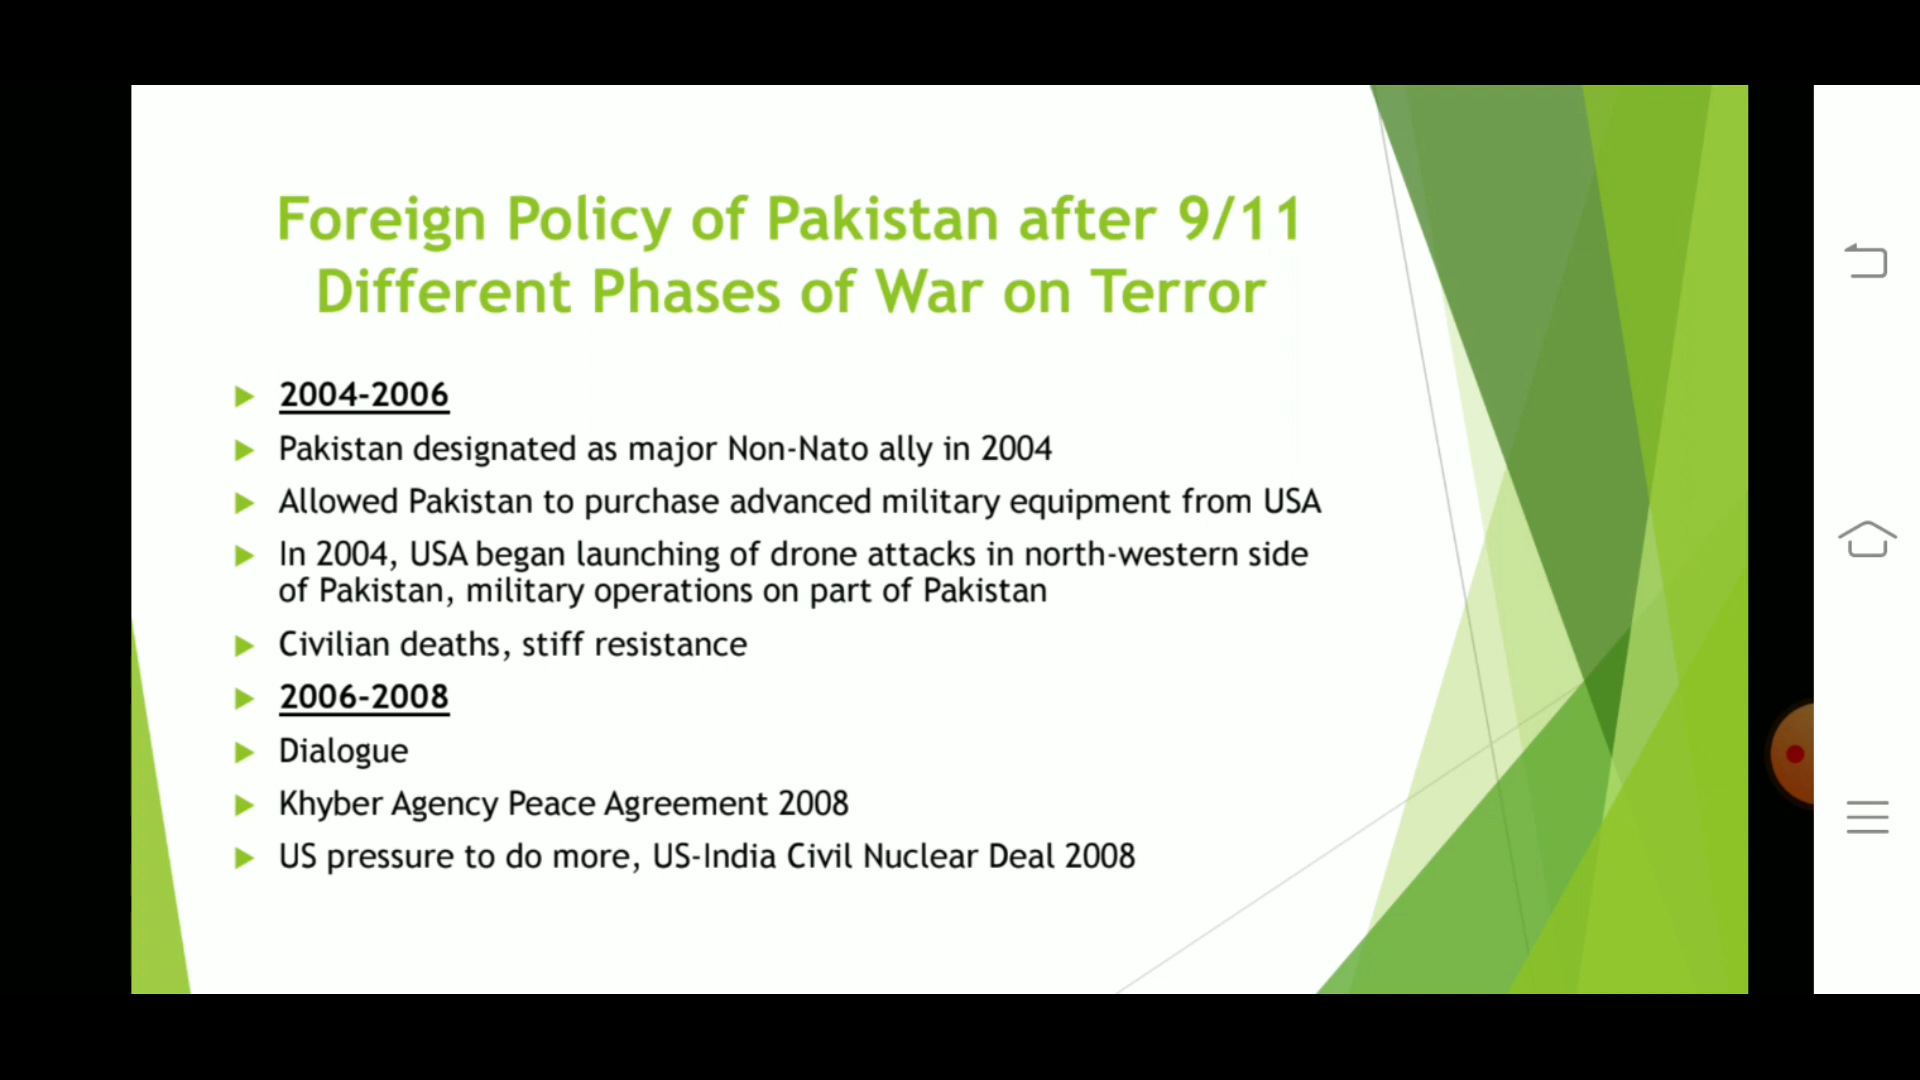 Foreign Policy of Pakistan after 9/11
Different Phases of War on Terror
2004-2006
Pakistan designated as major Non-Nato ally in 2004
Allowed Pakistan to purchase advanced military equipment from USA
In 2004, USA began launching of drone attacks in north-western side
of Pakistan, military operations on part of Pakistan
Civilian deaths, stiff resistance
2006-2008
Dialogue
Khyber Agency Peace Agreement 2008
US pressure to do more, US-India Civil Nuclear Deal 2008